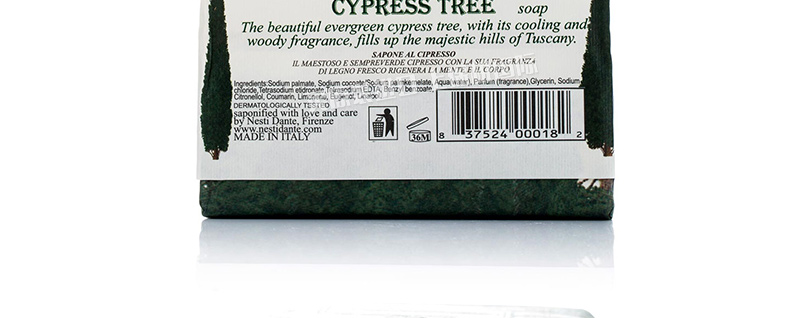 CYPRESS TREE soap
The beautiful evergreen cypress tree, with its cooling and
woody fragrance, fills up the majestic hills of Tuscany.
SAPONE AL CIPRESSO
IL MAESTOSO E SEMPREVERDE CIPRESSO CON LA SUA FRAGRANZA
DI LEGNO FRESCO RIGENERA LA MENTE E IL CORPO
Ingredients:Sodium palmate, Sodium cocoate/Sodium Aqua(water), Parfum (fragrance),Glycerin, Sodium
chloride,Tetrasodium etidronate,Tetrasodium EDTA, Benzyl benzoate,
Citronellol, Coumarin, Limonene, Eugenol, Linalool
DERMATOLOGICALLY TESTED
saponified with love and care
by Nesti Dante, Firenze
www.nestidante.com
MADE IN ITALY
36M
8 37524 00018 2